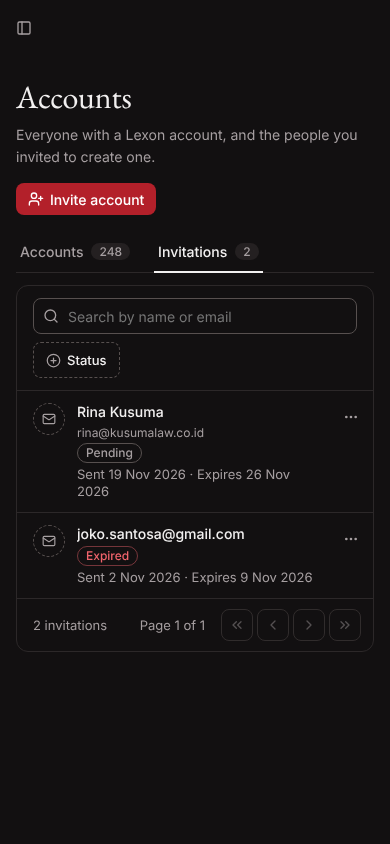 Accounts
Everyone with a Lexon account, and the people you
invited to create one.
Invite account
Accounts 248 Invitations 2
Search by name or email
Status
Rina Kusuma
rina@kusumalaw.co.id
Pending
Sent 19 Nov 2026 · Expires 26 Nov
2026
joko.santosa@gmail.com
Expired
Sent 2 Nov 2026 · Expires 9 Nov 2026
2 invitations Page 1 of 1